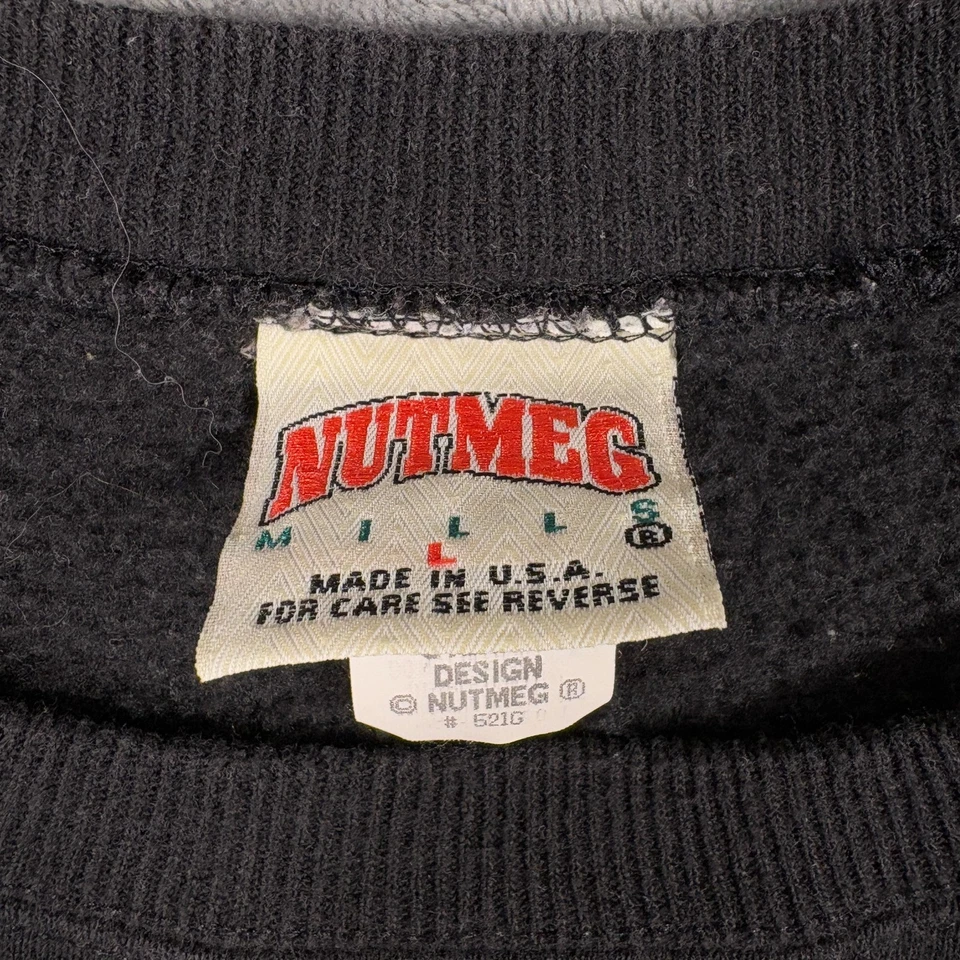 NUTMEG
MILLS ®
L
MADE IN U.S.A.
FOR CARE SEE REVERSE
DESIGN
© NUTMEG ®
# 521G